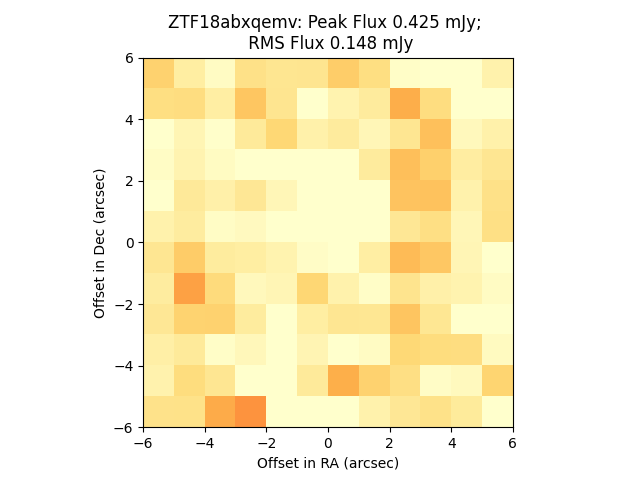 ZTF18abxqemv: Peak Flux 0.425 mJy;
RMS Flux 0.148 mJy
6
4
2
0
−2
−4
−6
Offset in Dec (arcsec)
−6 −4 −2 0 2 4 6
Offset in RA (arcsec)